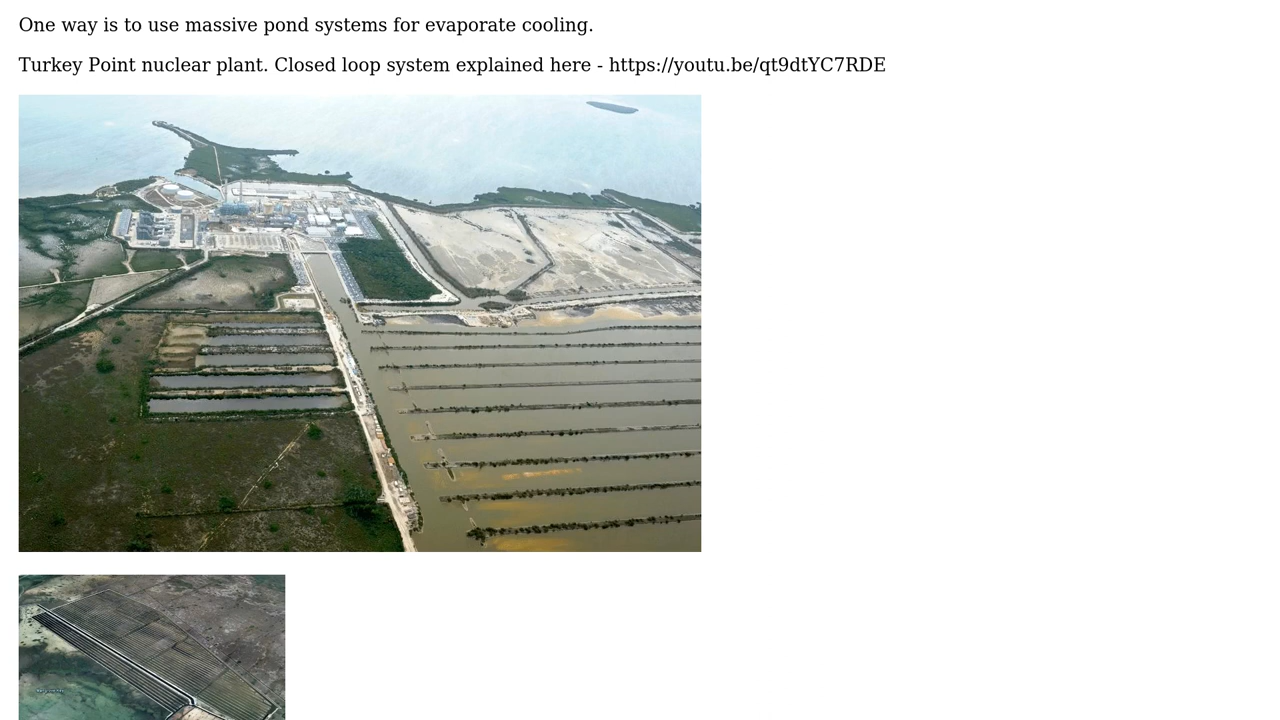 One way is to use massive pond systems for evaporate cooling.
Turkey Point nuclear plant. Closed loop system explained here - https://youtu.be/qt9dtYC7RDE